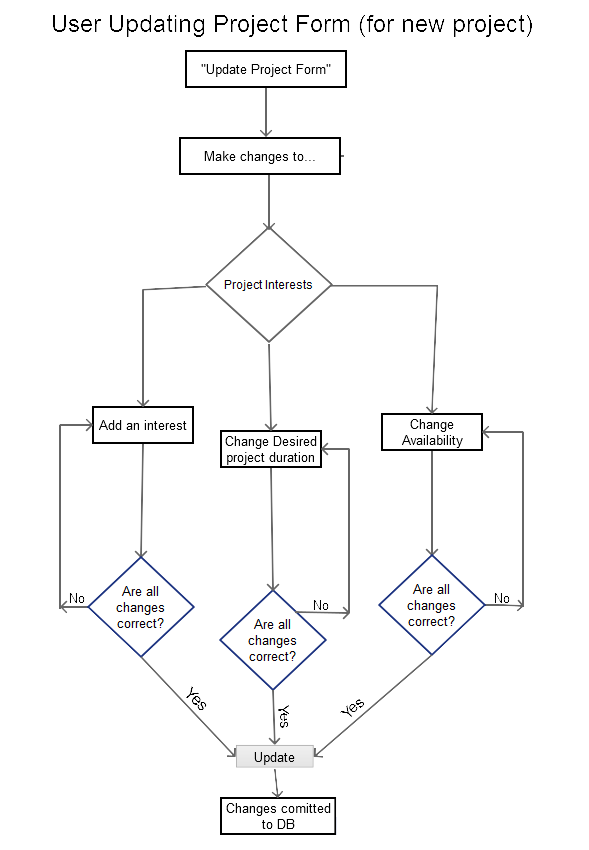 User Updating Project Form (for new project)
"Update Project Form"
Make changes to...
Project Interests
Add an interest
Change Desired
project duration
Change
Availability
Are all
changes
correct?
No
Are all
changes
correct?
No
Are all
changes
correct?
No
Yes
Yes
Yes
Update
Changes comitted
to DB